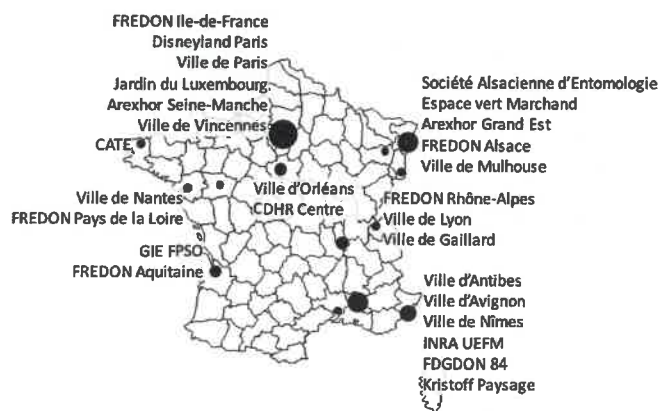 FREDON Ile-de-France
Disneyland Paris
Ville de Paris
Jardin du Luxembourg
Arexhor Seine-Manche
Ville de Vincennes
CATE
Société Alsacienne d'Entomologie
Espace vert Marchand
Arexhor Grand Est
FREDON Alsace
Ville de Mulhouse
Ville d'Orléans
CDHR Centre
Ville de Nantes
FREDON Pays de la Loire
FREDON Rhône-Alpes
Ville de Lyon
Ville de Gaillard
GIE FPSO
FREDON Aquitaine
Ville d'Antibes
Ville d'Avignon
Ville de Nîmes
INRA UEFM
FDGDON 84
Kristoff Paysage